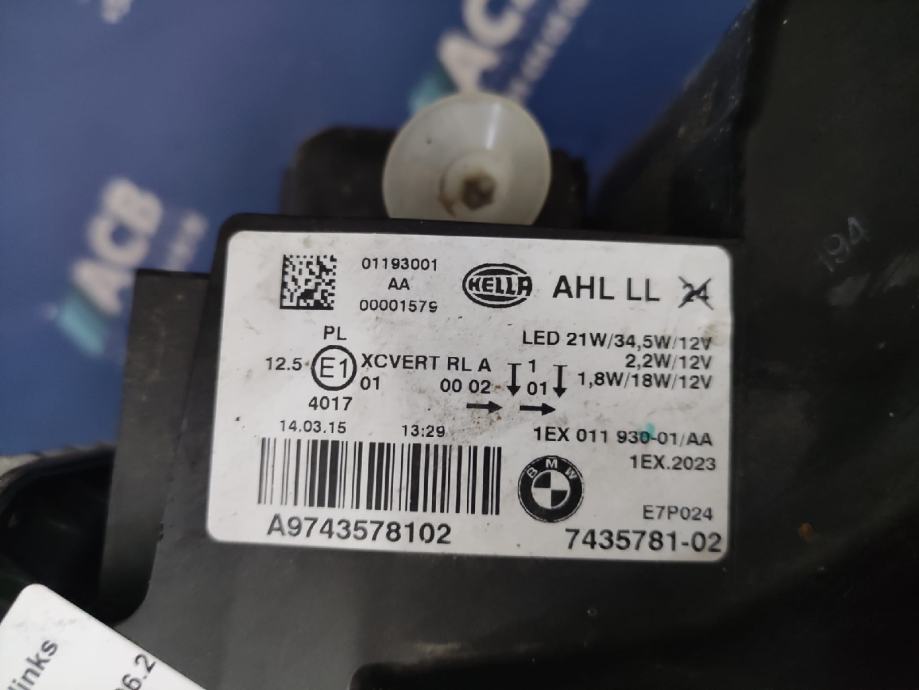 ACB
ACB
194
01193001
AA
00001579
HELLA
AHL LL 24
PL
12.5 E1 XCVERT RL A 1
01 00 02 01
4017
LED 21W/34,5W/12V
2,2W/12V
1,8W/18W/12V
14.03.15 13:29
1EX 011 930-01/AA
1EX.2023
BMW
E7P024
A9743578102
7435781-02
links
06.2